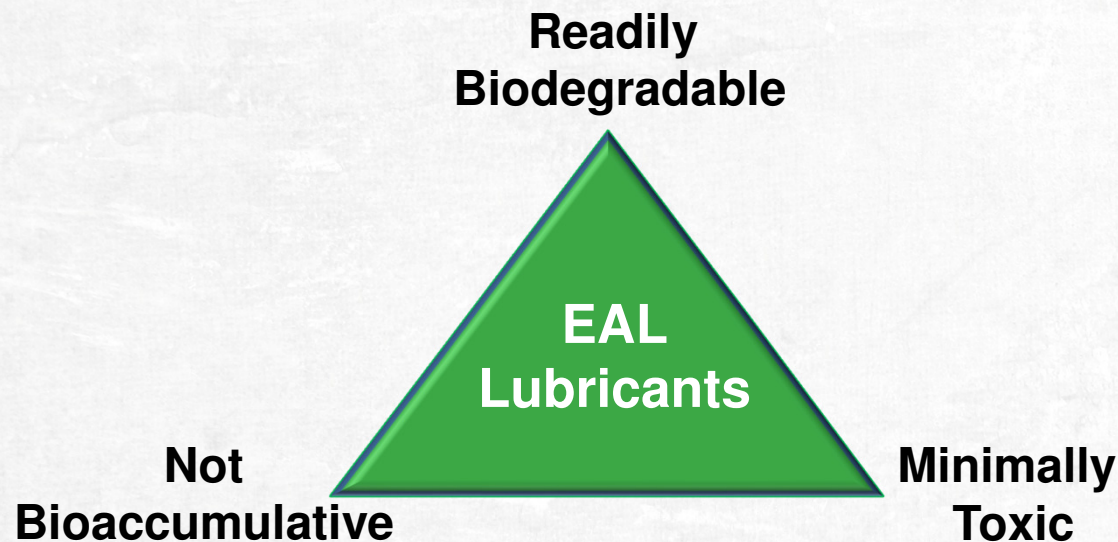 Readily
Biodegradable
EAL
Lubricants
Not
Bioaccumulative
Minimally
Toxic